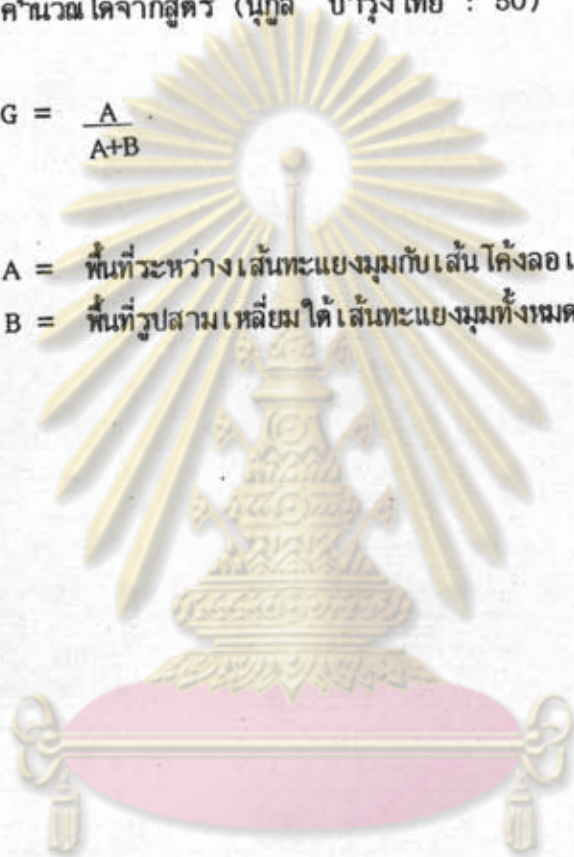 คำนวณได้จากสูตร (นุกูล บำรุงไทย : 50)
G = A
A+B
A = พื้นที่ระหว่างเส้นทะแยงมุมกับเส้นโค้งลอเ
B = พื้นที่รูปสามเหลี่ยมใต้เส้นทะแยงมุมทั้งหมด